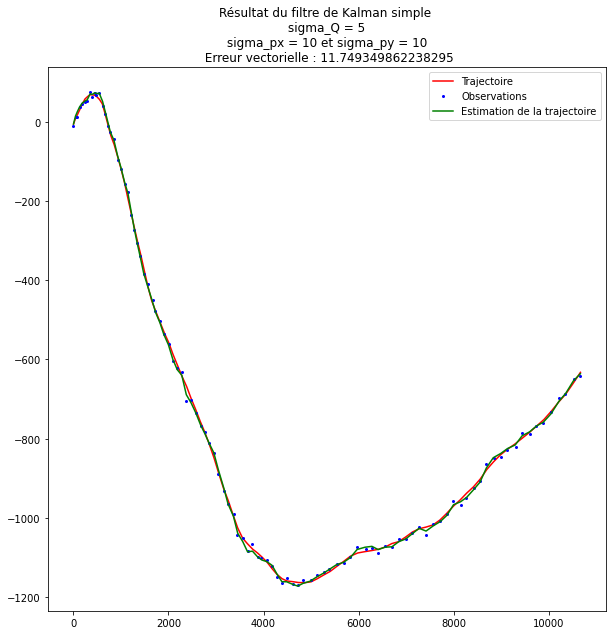 Résultat du filtre de Kalman simple
sigma_Q = 5
sigma_px = 10 et sigma_py = 10
Erreur vectorielle : 11.749349862238295
Trajectoire
Observations
Estimation de la trajectoire
0
−200
−400
−600
−800
−1000
−1200
0
2000
4000
6000
8000
10000